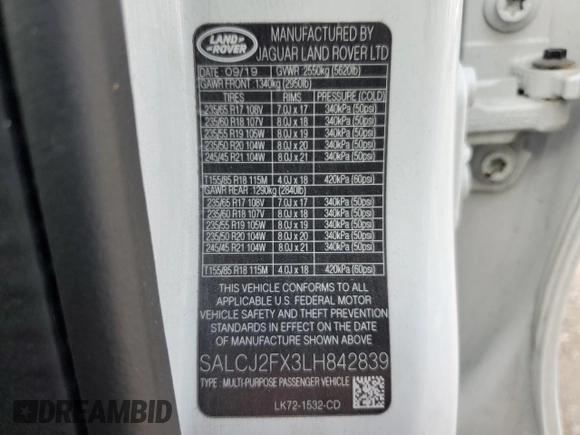 LAND ROVER
MANUFACTURED BY
JAGUAR LAND ROVER LTD
DATE : 09/19 GVWR 2550kg (5620lb)
GAWR FRONT : 1340kg (2950lb)
TIRES RIMS PRESSURE (COLD)
235/65 R17 108V 7.0J x 17 340kPa (50psi)
235/60 R18 107V 8.0J x 18 340kPa (50psi)
235/55 R19 105W 8.0J x 19 340kPa (50psi)
235/50 R20 104W 8.0J x 20 340kPa (50psi)
245/45 R21 104W 8.0J x 21 340kPa (50psi)
T155/85 R18 115M 4.0J x 18 420kPa (60psi)
GAWR REAR : 1290kg (2840lb)
235/65 R17 108V 7.0J x 17 340kPa (50psi)
235/60 R18 107V 8.0J x 18 340kPa (50psi)
235/55 R19 105W 8.0J x 19 340kPa (50psi)
235/50 R20 104W 8.0J x 20 340kPa (50psi)
245/45 R21 104W 8.0J x 21 340kPa (50psi)
T155/85 R18 115M 4.0J x 18 420kPa (60psi)
THIS VEHICLE CONFORMS TO ALL
APPLICABLE U.S. FEDERAL MOTOR
VEHICLE SAFETY AND THEFT PREVENTION
STANDARDS IN EFFECT ON THE DATE OF
MANUFACTURE SHOWN ABOVE.
SALCJ2FX3LH842839
TYPE : MULTI-PURPOSE PASSENGER VEHICLE
LK72-1532-CD
DREAMBID